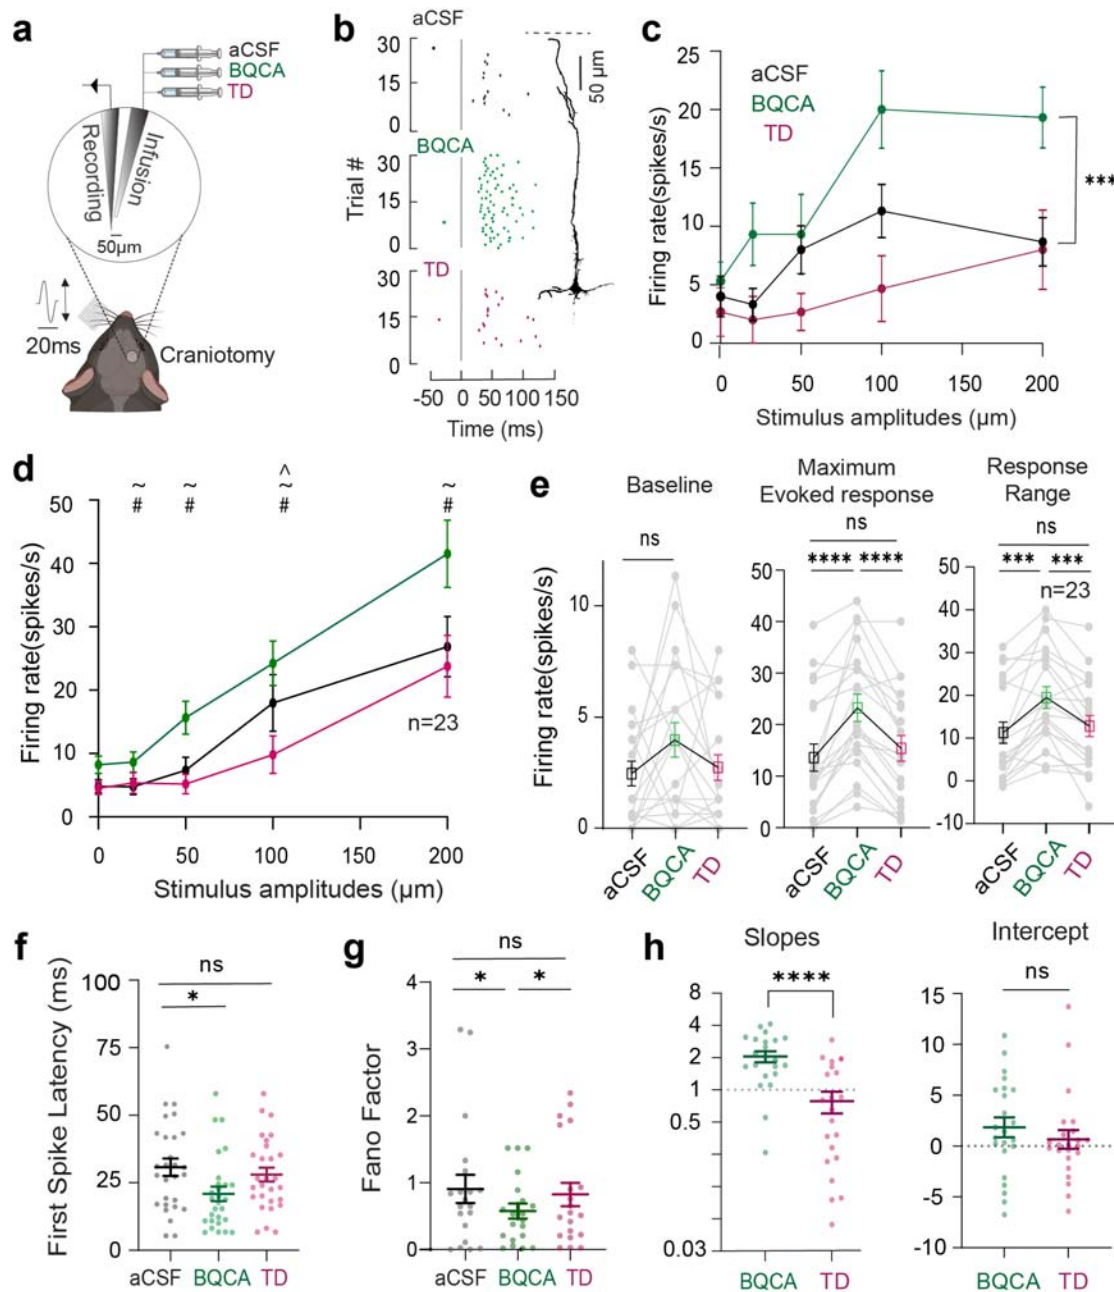 a
aCSF
BQCA
TD
Recording
Infusion
50µm
20ms
Craniotomy
b
aCSF
30
15
0
BQCA
30
15
0
TD
30
15
0
Trial #
50 µm
-50 0 50 100 150
Time (ms)
c
25
20
15
10
5
0
Firing rate(spikes/s)
aCSF
BQCA
TD
***
0 50 100 150 200
Stimulus amplitudes (µm)
d
~ ~ ^ ~
# # ~ #
#
50
40
30
20
10
0
Firing rate(spikes/s)
n=23
0 50 100 150 200
Stimulus amplitudes (µm)
e
Baseline
ns
10
5
0
Firing rate(spikes/s)
aCSF BQCA TD
Maximum
Evoked response
ns
**** ****
50
40
30
20
10
0
aCSF BQCA TD
Response
Range
ns
*** ***
n=23
50
40
30
20
10
0
-10
aCSF BQCA TD
f
ns
*
100
75
50
25
0
First Spike Latency (ms)
aCSF BQCA TD
g
ns
* *
4
3
2
1
0
Fano Factor
aCSF BQCA TD
h
Slopes
****
8
4
2
1
0.5
0.03
BQCA TD
Intercept
ns
15
10
5
0
-5
-10
BQCA TD